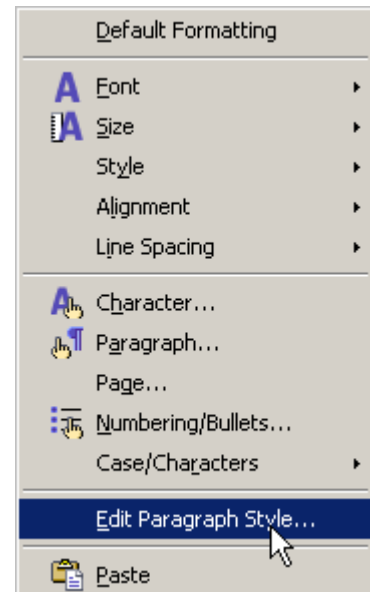 Default Formatting
Font
Size
Style
Alignment
Line Spacing
Character...
Paragraph...
Page...
Numbering/Bullets...
Case/Characters
Edit Paragraph Style...
Paste